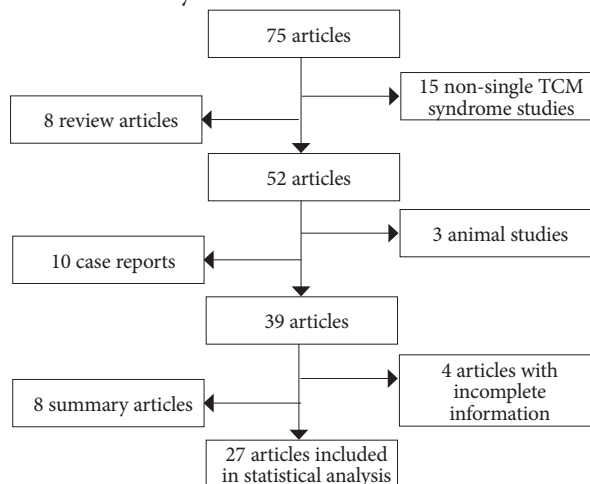 75 articles
15 non-single TCM
syndrome studies
8 review articles
52 articles
3 animal studies
10 case reports
39 articles
4 articles with
incomplete
information
8 summary articles
27 articles included
in statistical analysis